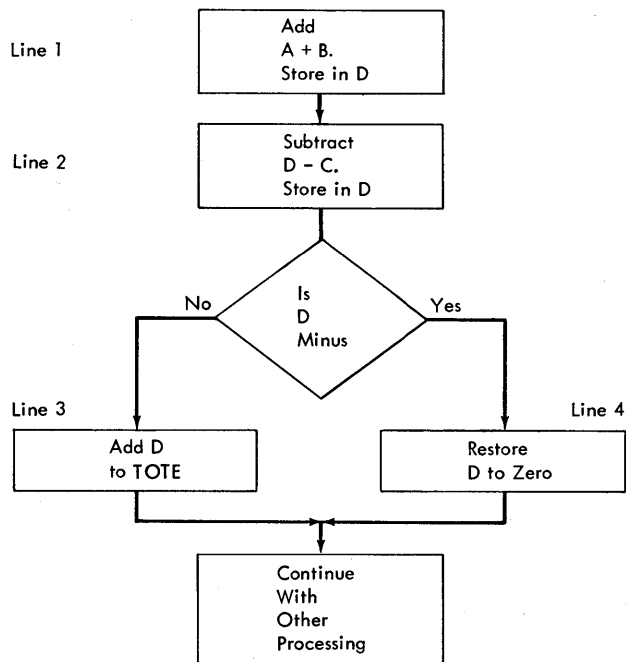 Line 1
Add
A + B.
Store in D
Line 2
Subtract
D - C.
Store in D
No
Is
D
Minus
Yes
Line 3
Add D
to TOTE
Line 4
Restore
D to Zero
Continue
With
Other
Processing